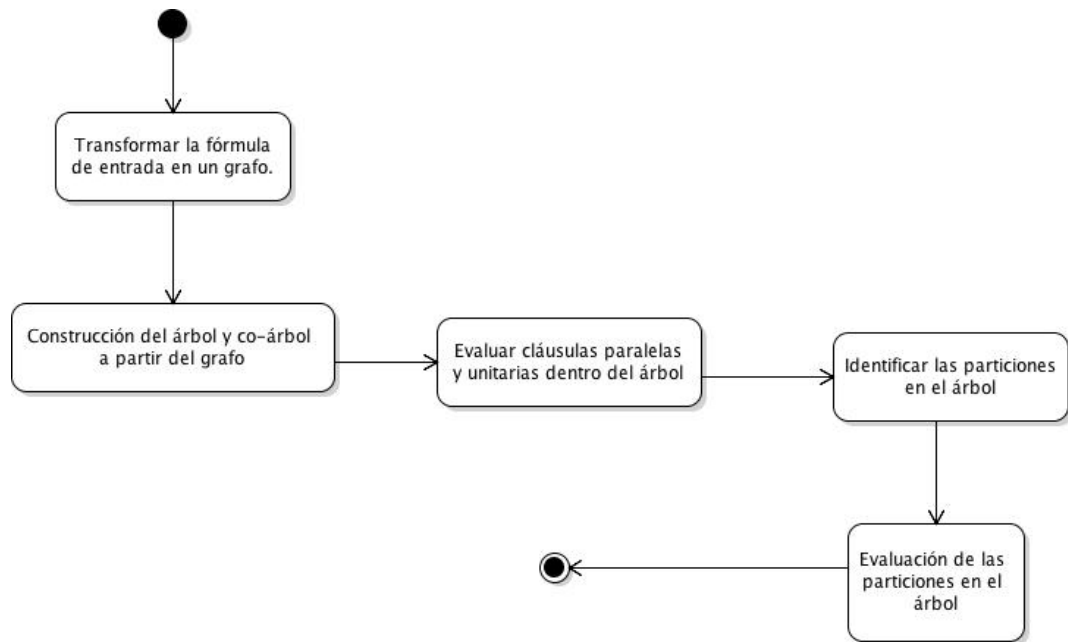 Transformar la fórmula
de entrada en un grafo.
Construcción del árbol y co-árbol
a partir del grafo
Evaluar cláusulas paralelas
y unitarias dentro del árbol
Identificar las particiones
en el árbol
Evaluación de las
particiones en el
árbol